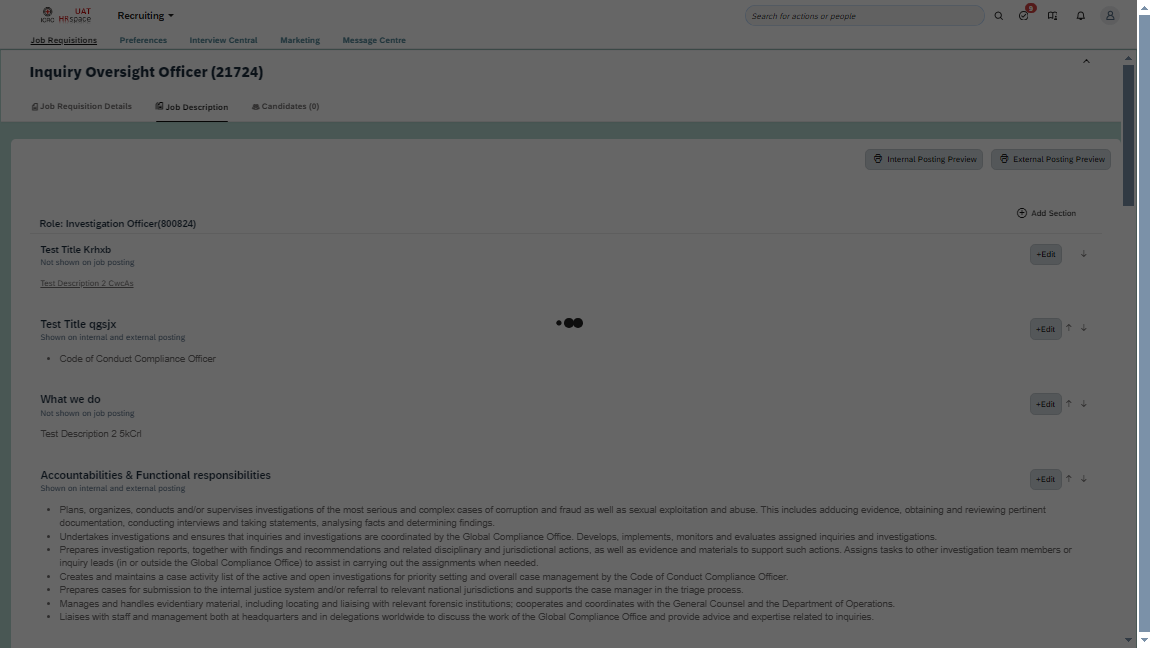 ICRC
UAT
HRspace
Recruiting
Search for actions or people
8
Job Requisitions
Preferences
Interview Central
Marketing
Message Centre
Inquiry Oversight Officer (21724)
Job Requisition Details
Job Description
Candidates (0)
Internal Posting Preview
External Posting Preview
Role: Investigation Officer(800824)
Add Section
Test Title Krhxb
+Edit
Not shown on job posting
Test Description 2 CwcAs
Test Title qgsjx
+Edit
Shown on internal and external posting
• Code of Conduct Compliance Officer
What we do
+Edit
Not shown on job posting
Test Description 2 5kCrl
Accountabilities & Functional responsibilities
+Edit
Shown on internal and external posting
• Plans, organizes, conducts and/or supervises investigations of the most serious and complex cases of corruption and fraud as well as sexual exploitation and abuse. This includes adducing evidence, obtaining and reviewing pertinent
documentation, conducting interviews and taking statements, analysing facts and determining findings.
• Undertakes investigations and ensures that inquiries and investigations are coordinated by the Global Compliance Office. Develops, implements, monitors and evaluates assigned inquiries and investigations.
• Prepares investigation reports, together with findings and recommendations and related disciplinary and jurisdictional actions, as well as evidence and materials to support such actions. Assigns tasks to other investigation team members or
inquiry leads (in or outside the Global Compliance Office) to assist in carrying out the assignments when needed.
• Creates and maintains a case activity list of the active and open investigations for priority setting and overall case management by the Code of Conduct Compliance Officer.
• Prepares cases for submission to the internal justice system and/or referral to relevant national jurisdictions and supports the case manager in the triage process.
• Manages and handles evidentiary material, including locating and liaising with relevant forensic institutions; cooperates and coordinates with the General Counsel and the Department of Operations.
• Liaises with staff and management both at headquarters and in delegations worldwide to discuss the work of the Global Compliance Office and provide advice and expertise related to inquiries.